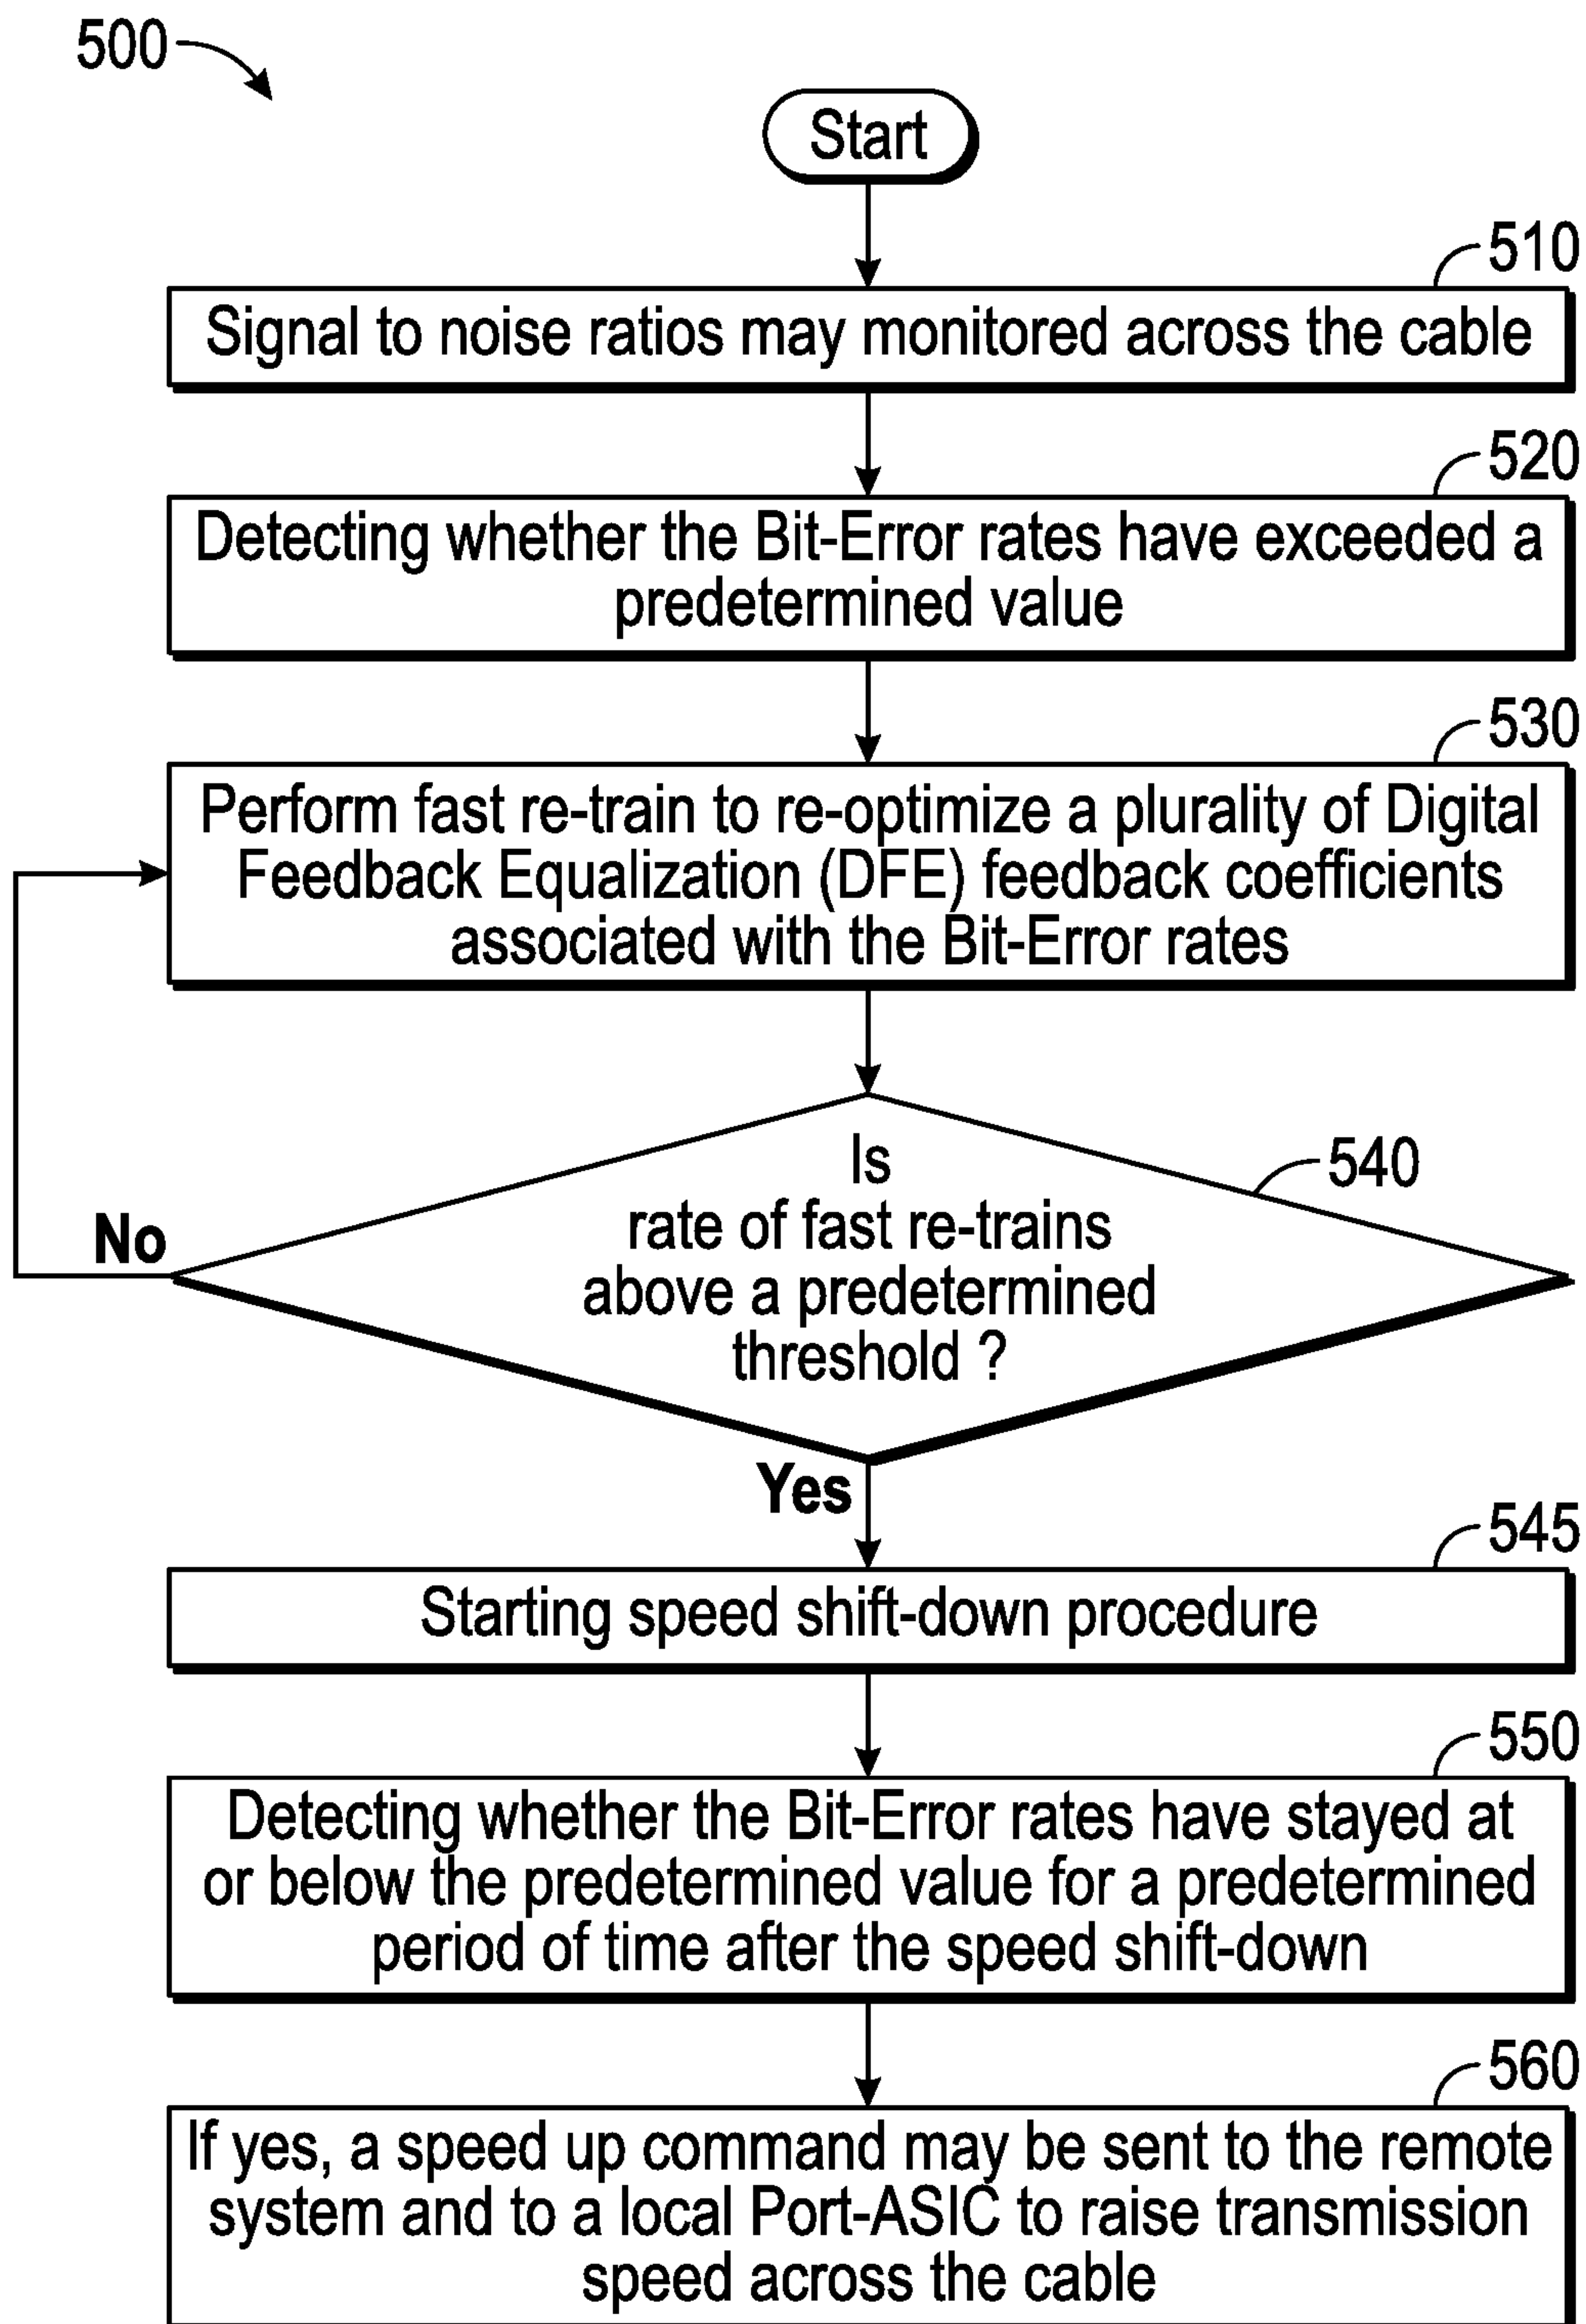 500
Start
510
Signal to noise ratios may monitored across the cable
520
Detecting whether the Bit-Error rates have exceeded a
predetermined value
530
Perform fast re-train to re-optimize a plurality of Digital
Feedback Equalization (DFE) feedback coefficients
associated with the Bit-Error rates
540
Is
rate of fast re-trains
above a predetermined
threshold ?
No
Yes
545
Starting speed shift-down procedure
550
Detecting whether the Bit-Error rates have stayed at
or below the predetermined value for a predetermined
period of time after the speed shift-down
560
If yes, a speed up command may be sent to the remote
system and to a local Port-ASIC to raise transmission
speed across the cable